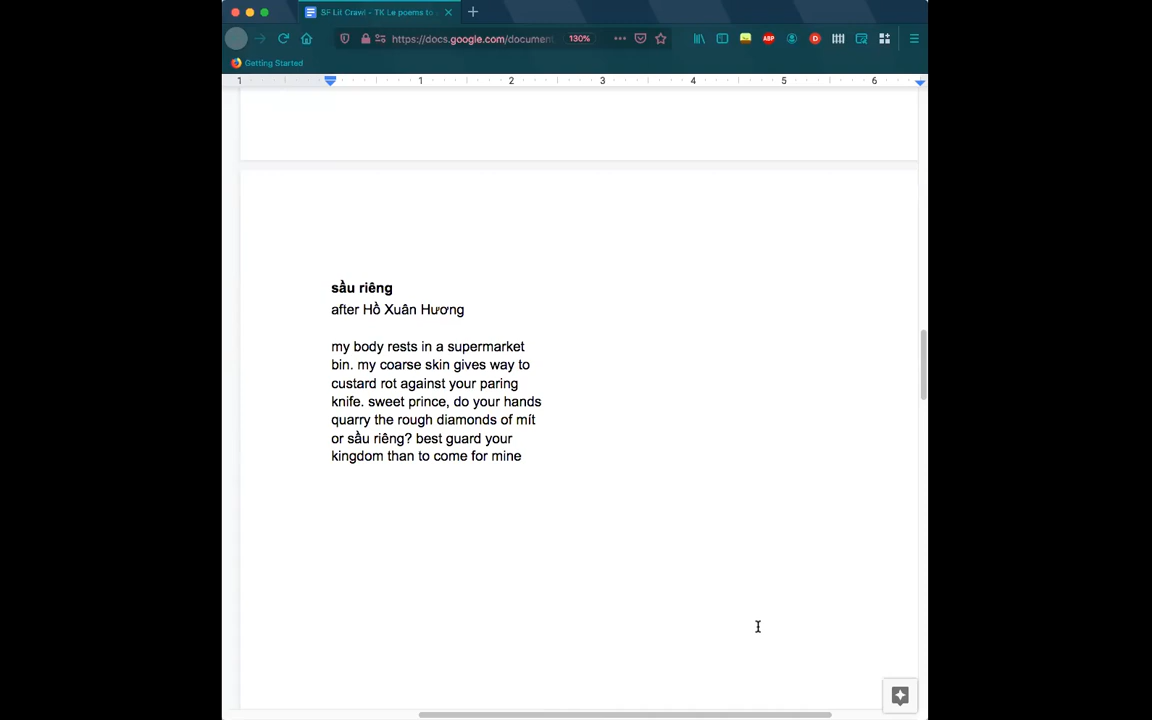 SF Lit Crawl - TK Le poems to
https://docs.google.com/documen
130%
ABP
D
Getting Started
1 1 2 3 4 5 6
sầu riêng
after Hồ Xuân Hương
my body rests in a supermarket
bin. my coarse skin gives way to
custard rot against your paring
knife. sweet prince, do your hands
quarry the rough diamonds of mít
or sầu riêng? best guard your
kingdom than to come for mine